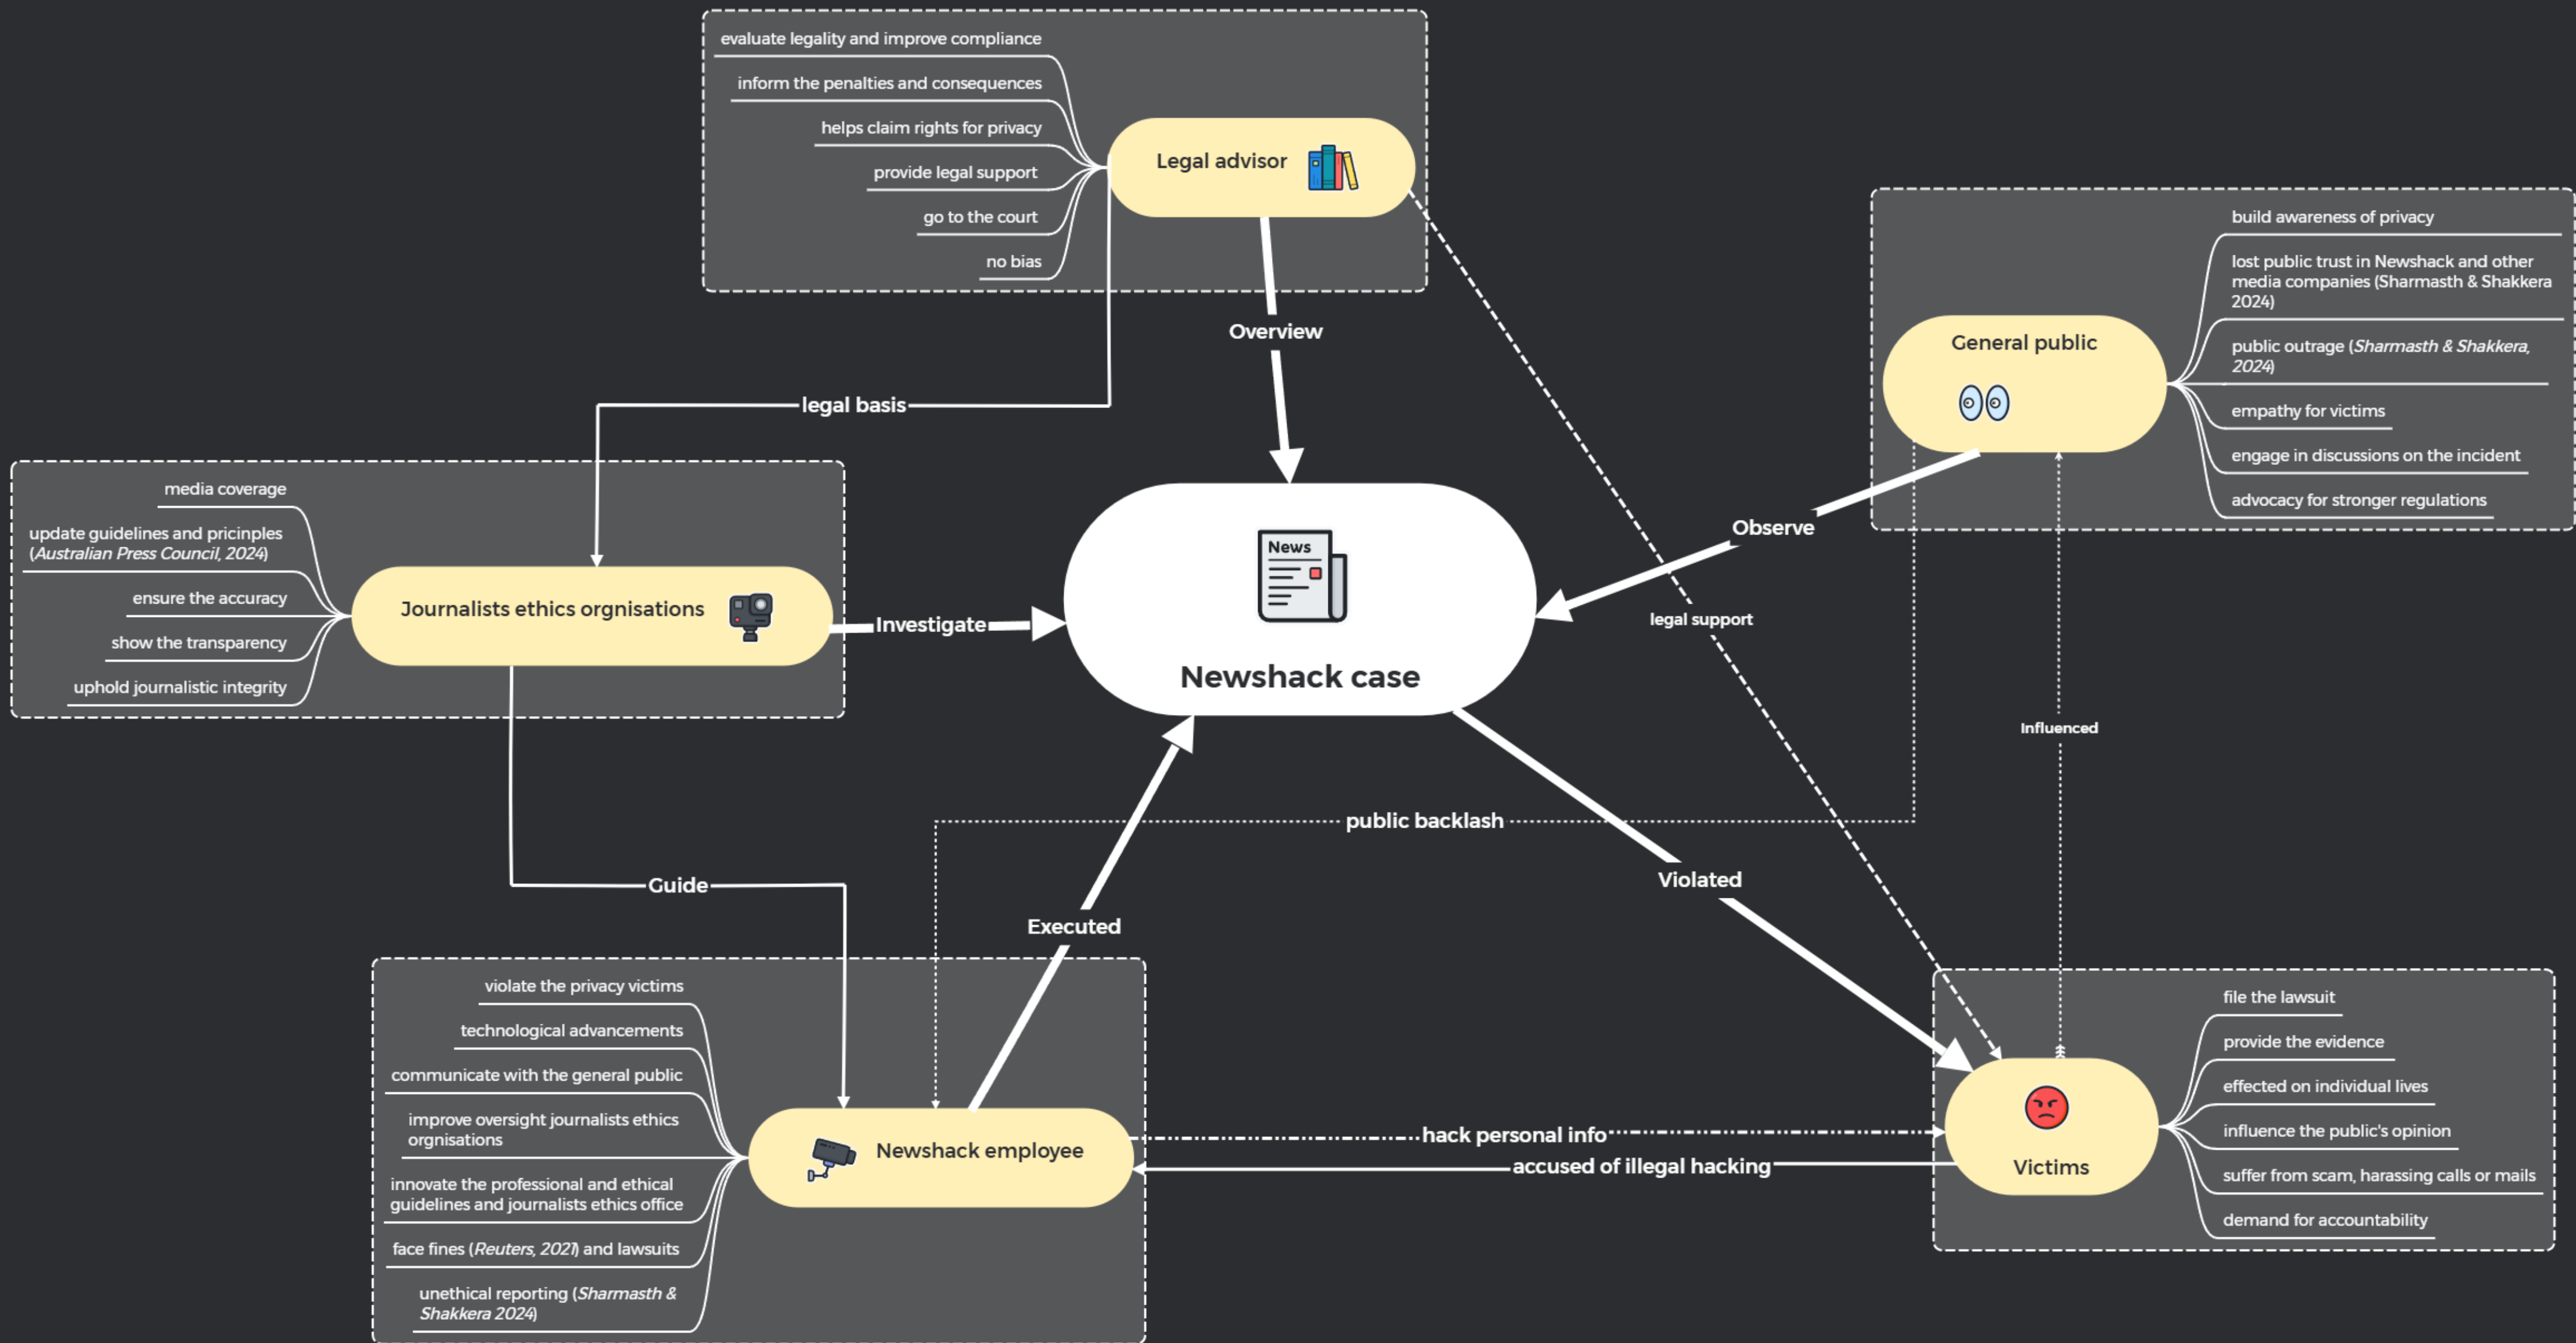 evaluate legality and improve compliance
inform the penalties and consequences
helps claim rights for privacy
provide legal support
go to the court
no bias
Legal advisor
Overview
legal basis
build awareness of privacy
lost public trust in Newshack and other
media companies (Sharmasth & Shakkera
2024)
public outrage (Sharmasth & Shakkera,
2024)
empathy for victims
engage in discussions on the incident
advocacy for stronger regulations
General public
Observe
media coverage
update guidelines and pricinples
(Australian Press Council, 2024)
ensure the accuracy
show the transparency
uphold journalistic integrity
Journalists ethics orgnisations
Investigate
News
Newshack case
legal support
Influenced
public backlash
Violated
Guide
Executed
violate the privacy victims
technological advancements
communicate with the general public
improve oversight journalists ethics
orgnisations
innovate the professional and ethical
guidelines and journalists ethics office
face fines (Reuters, 2021) and lawsuits
unethical reporting (Sharmasth &
Shakkera 2024)
Newshack employee
hack personal info
accused of illegal hacking
Victims
file the lawsuit
provide the evidence
effected on individual lives
influence the public's opinion
suffer from scam, harassing calls or mails
demand for accountability